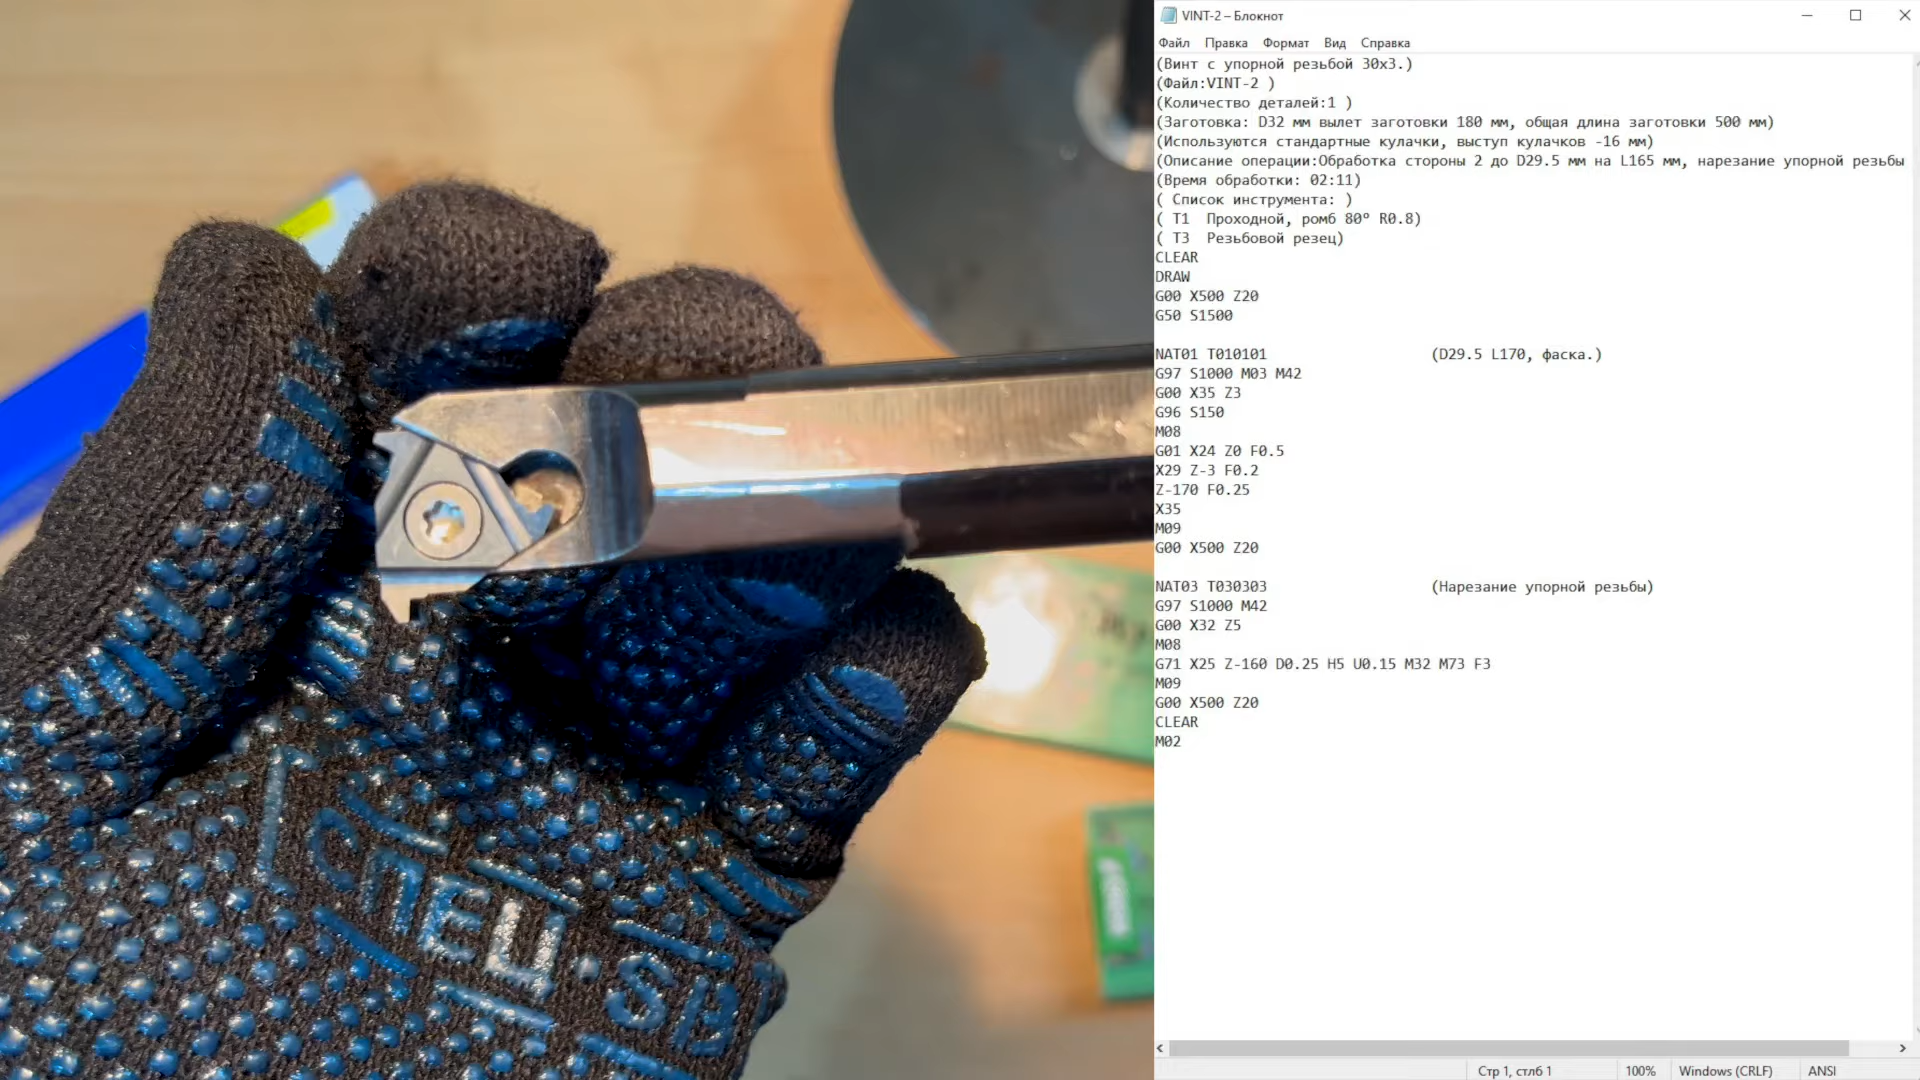 СПЕЦ-SB
VINT-2 – Блокнот
Файл Правка Формат Вид Справка
(Винт с упорной резьбой 30х3.)
(Файл:VINT-2 )
(Количество деталей:1 )
(Заготовка: D32 мм вылет заготовки 180 мм, общая длина заготовки 500 мм)
(Используются стандартные кулачки, выступ кулачков -16 мм)
(Описание операции:Обработка стороны 2 до D29.5 мм на L165 мм, нарезание упорной резьбы
(Время обработки: 02:11)
( Список инструмента: )
( T1 Проходной, ромб 80º R0.8)
( T3 Резьбовой резец)
CLEAR
DRAW
G00 X500 Z20
G50 S1500
NAT01 T010101 (D29.5 L170, фаска.)
G97 S1000 M03 M42
G00 X35 Z3
G96 S150
M08
G01 X24 Z0 F0.5
X29 Z-3 F0.2
Z-170 F0.25
X35
M09
G00 X500 Z20
NAT03 T030303 (Нарезание упорной резьбы)
G97 S1000 M42
G00 X32 Z5
M08
G71 X25 Z-160 D0.25 H5 U0.15 M32 M73 F3
M09
G00 X500 Z20
CLEAR
M02
Стр 1, стлб 1 100% Windows (CRLF) ANSI